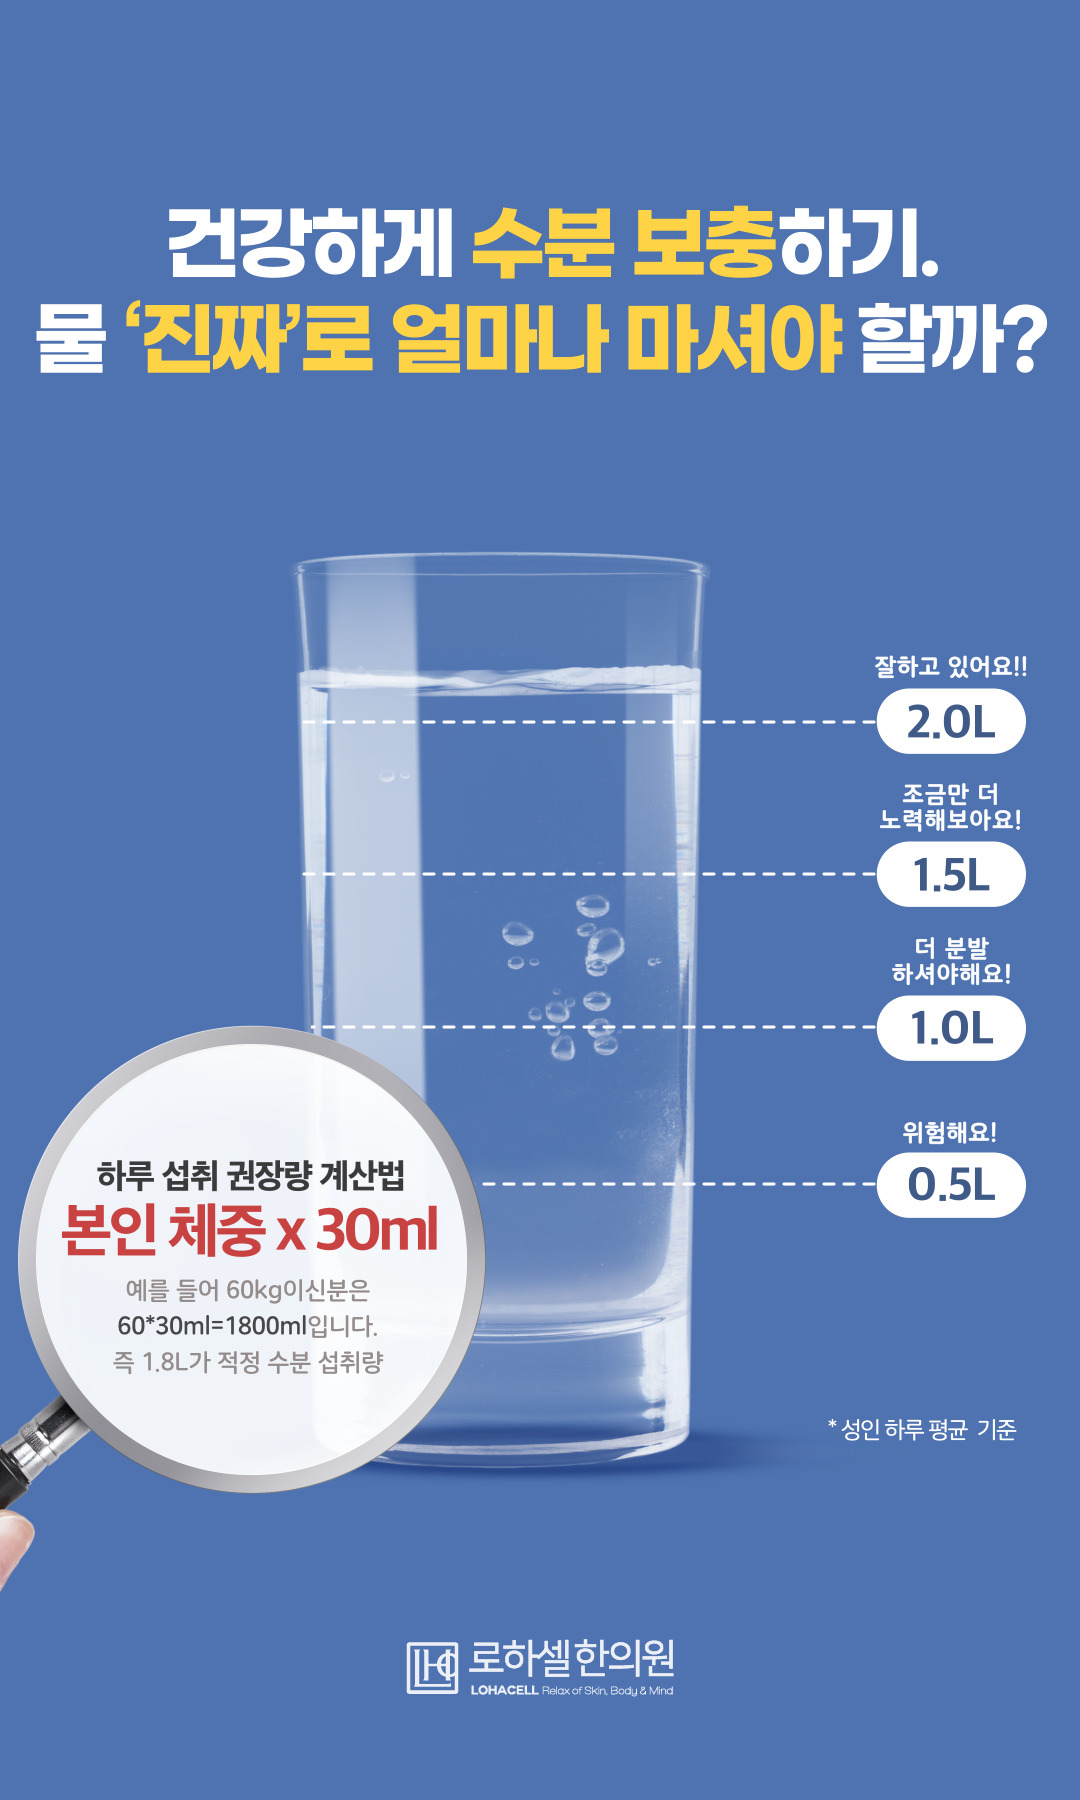 건강하게 수분 보충하기.
물 ‘진짜’로 얼마나 마셔야 할까?
잘하고 있어요!!
2.0L
조금만 더
노력해보아요!
1.5L
더 분발
하셔야해요!
1.0L
위험해요!
0.5L
하루 섭취 권장량 계산법
본인 체중 x 30ml
예를 들어 60kg이신분은
60*30ml=1800ml입니다.
즉 1.8L가 적정 수분 섭취량
* 성인 하루 평균 기준
LHC 로하셀한의원
LOHACELL Relax of Skin, Body & Mind